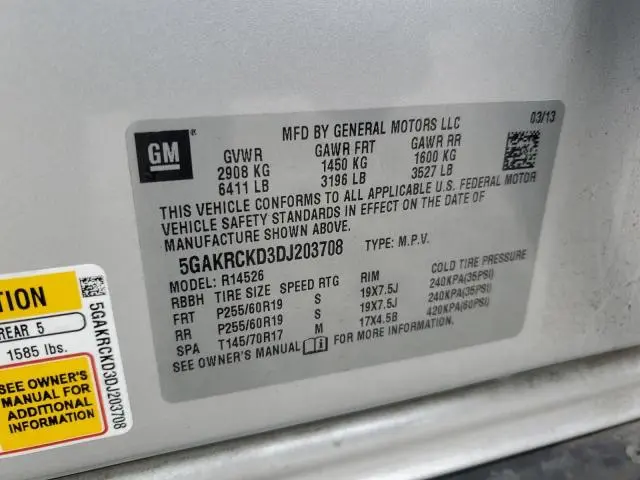 MFD BY GENERAL MOTORS LLC
03/13
GM
GVWR GAWR FRT GAWR RR
2908 KG 1450 KG 1600 KG
6411 LB 3196 LB 3527 LB
THIS VEHICLE CONFORMS TO ALL APPLICABLE U.S. FEDERAL MOTOR
VEHICLE SAFETY STANDARDS IN EFFECT ON THE DATE OF
MANUFACTURE SHOWN ABOVE.
5GAKRCKD3DJ203708 TYPE: M.P.V.
MODEL: R14526
RBBH TIRE SIZE SPEED RTG RIM COLD TIRE PRESSURE
FRT P255/60R19 S 19X7.5J 240KPA(35PSI)
RR P255/60R19 S 19X7.5J 240KPA(35PSI)
SPA T145/70R17 M 17X4.5B 420KPA(60PSI)
SEE OWNER'S MANUAL FOR MORE INFORMATION
TION
REAR 5
1585 lbs.
SEE OWNER'S
MANUAL FOR
ADDITIONAL
INFORMATION
5GAKRCKD3DJ203708